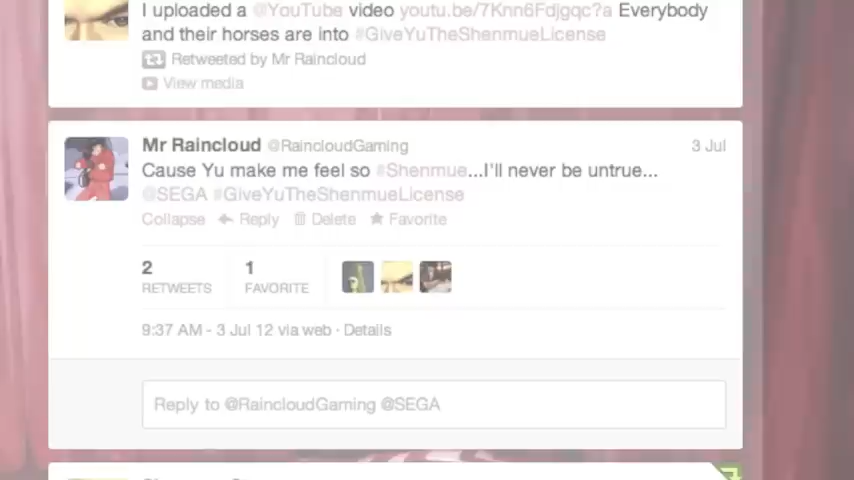 I uploaded a @YouTube video youtu.be/7Knn6Fdjgqc?a Everybody
and their horses are into #GiveYuTheShenmueLicense
Retweeted by Mr Raincloud
View media
Mr Raincloud @RaincloudGaming 3 Jul
Cause Yu make me feel so #Shenmue...I'll never be untrue...
@SEGA #GiveYuTheShenmueLicense
Collapse Reply Delete Favorite
2 1
RETWEETS FAVORITE
9:37 AM - 3 Jul 12 via web · Details
Reply to @RaincloudGaming @SEGA